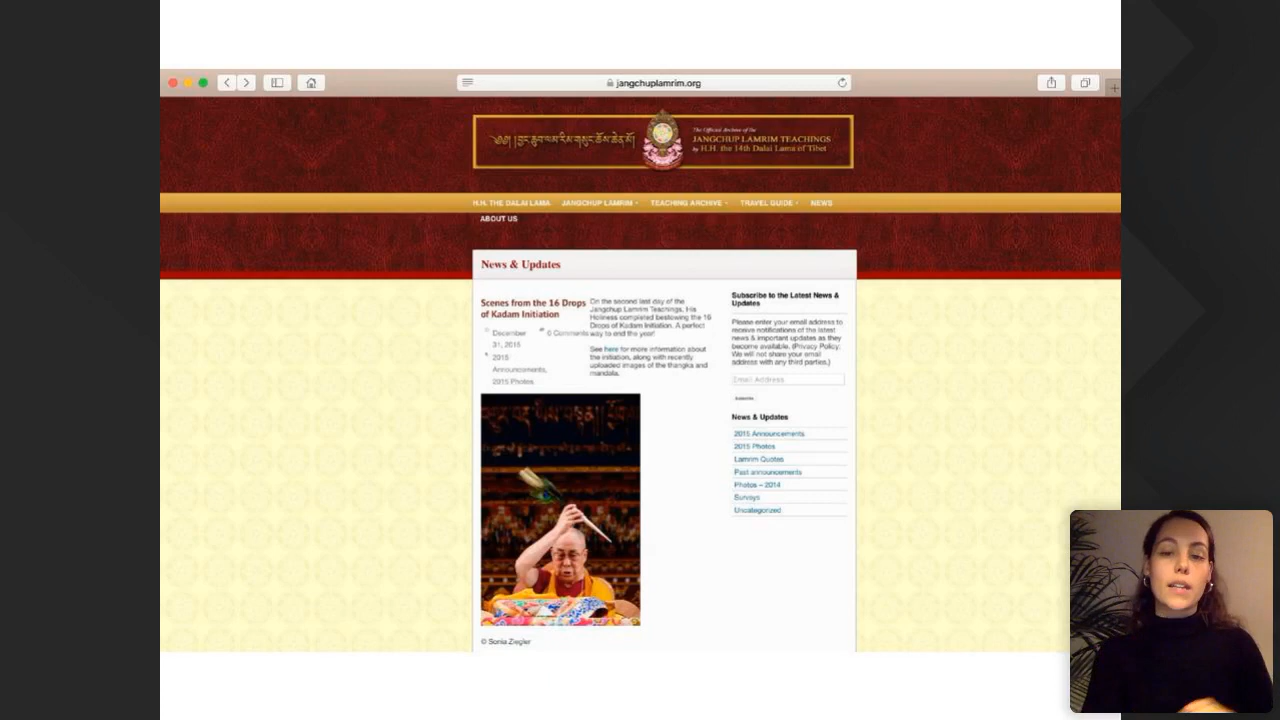 jangchuplamrim.org
༄༅། །བྱང་ཆུབ་ལམ་རིམ་གསུང་ཆོས་ཆེན་མོ།
The Official Archive of the
JANGCHUP LAMRIM TEACHINGS
by H.H. the 14th Dalai Lama of Tibet
H.H. THE DALAI LAMA
JANGCHUP LAMRIM
TEACHING ARCHIVE
TRAVEL GUIDE
NEWS
ABOUT US
News & Updates
Scenes from the 16 Drops
of Kadam Initiation
December
31, 2015
0 Comments
2015
Announcements,
2015 Photos
On the second last day of the
Jangchup Lamrim Teachings, His
Holiness completed bestowing the 16
Drops of Kadam Initiation. A perfect
way to end the year!
See here for more information about
the initiation, along with recently
uploaded images of the thangka and
mandala.
© Sonia Ziegler
Subscribe to the Latest News &
Updates
Please enter your email address to
receive notifications of the latest
news & important updates as they
become available. (Privacy Policy:
We will not share your email
address with any third parties.)
Email Address
Subscribe
News & Updates
2015 Announcements
2015 Photos
Lamrim Quotes
Past announcements
Photos – 2014
Surveys
Uncategorized